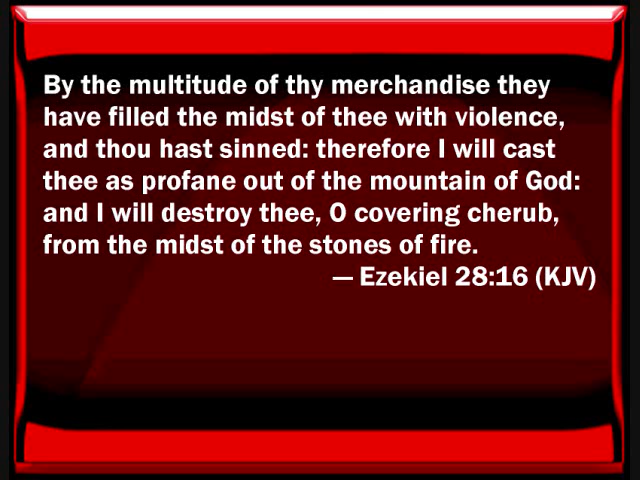 By the multitude of thy merchandise they
have filled the midst of thee with violence,
and thou hast sinned: therefore I will cast
thee as profane out of the mountain of God:
and I will destroy thee, O covering cherub,
from the midst of the stones of fire.
— Ezekiel 28:16 (KJV)